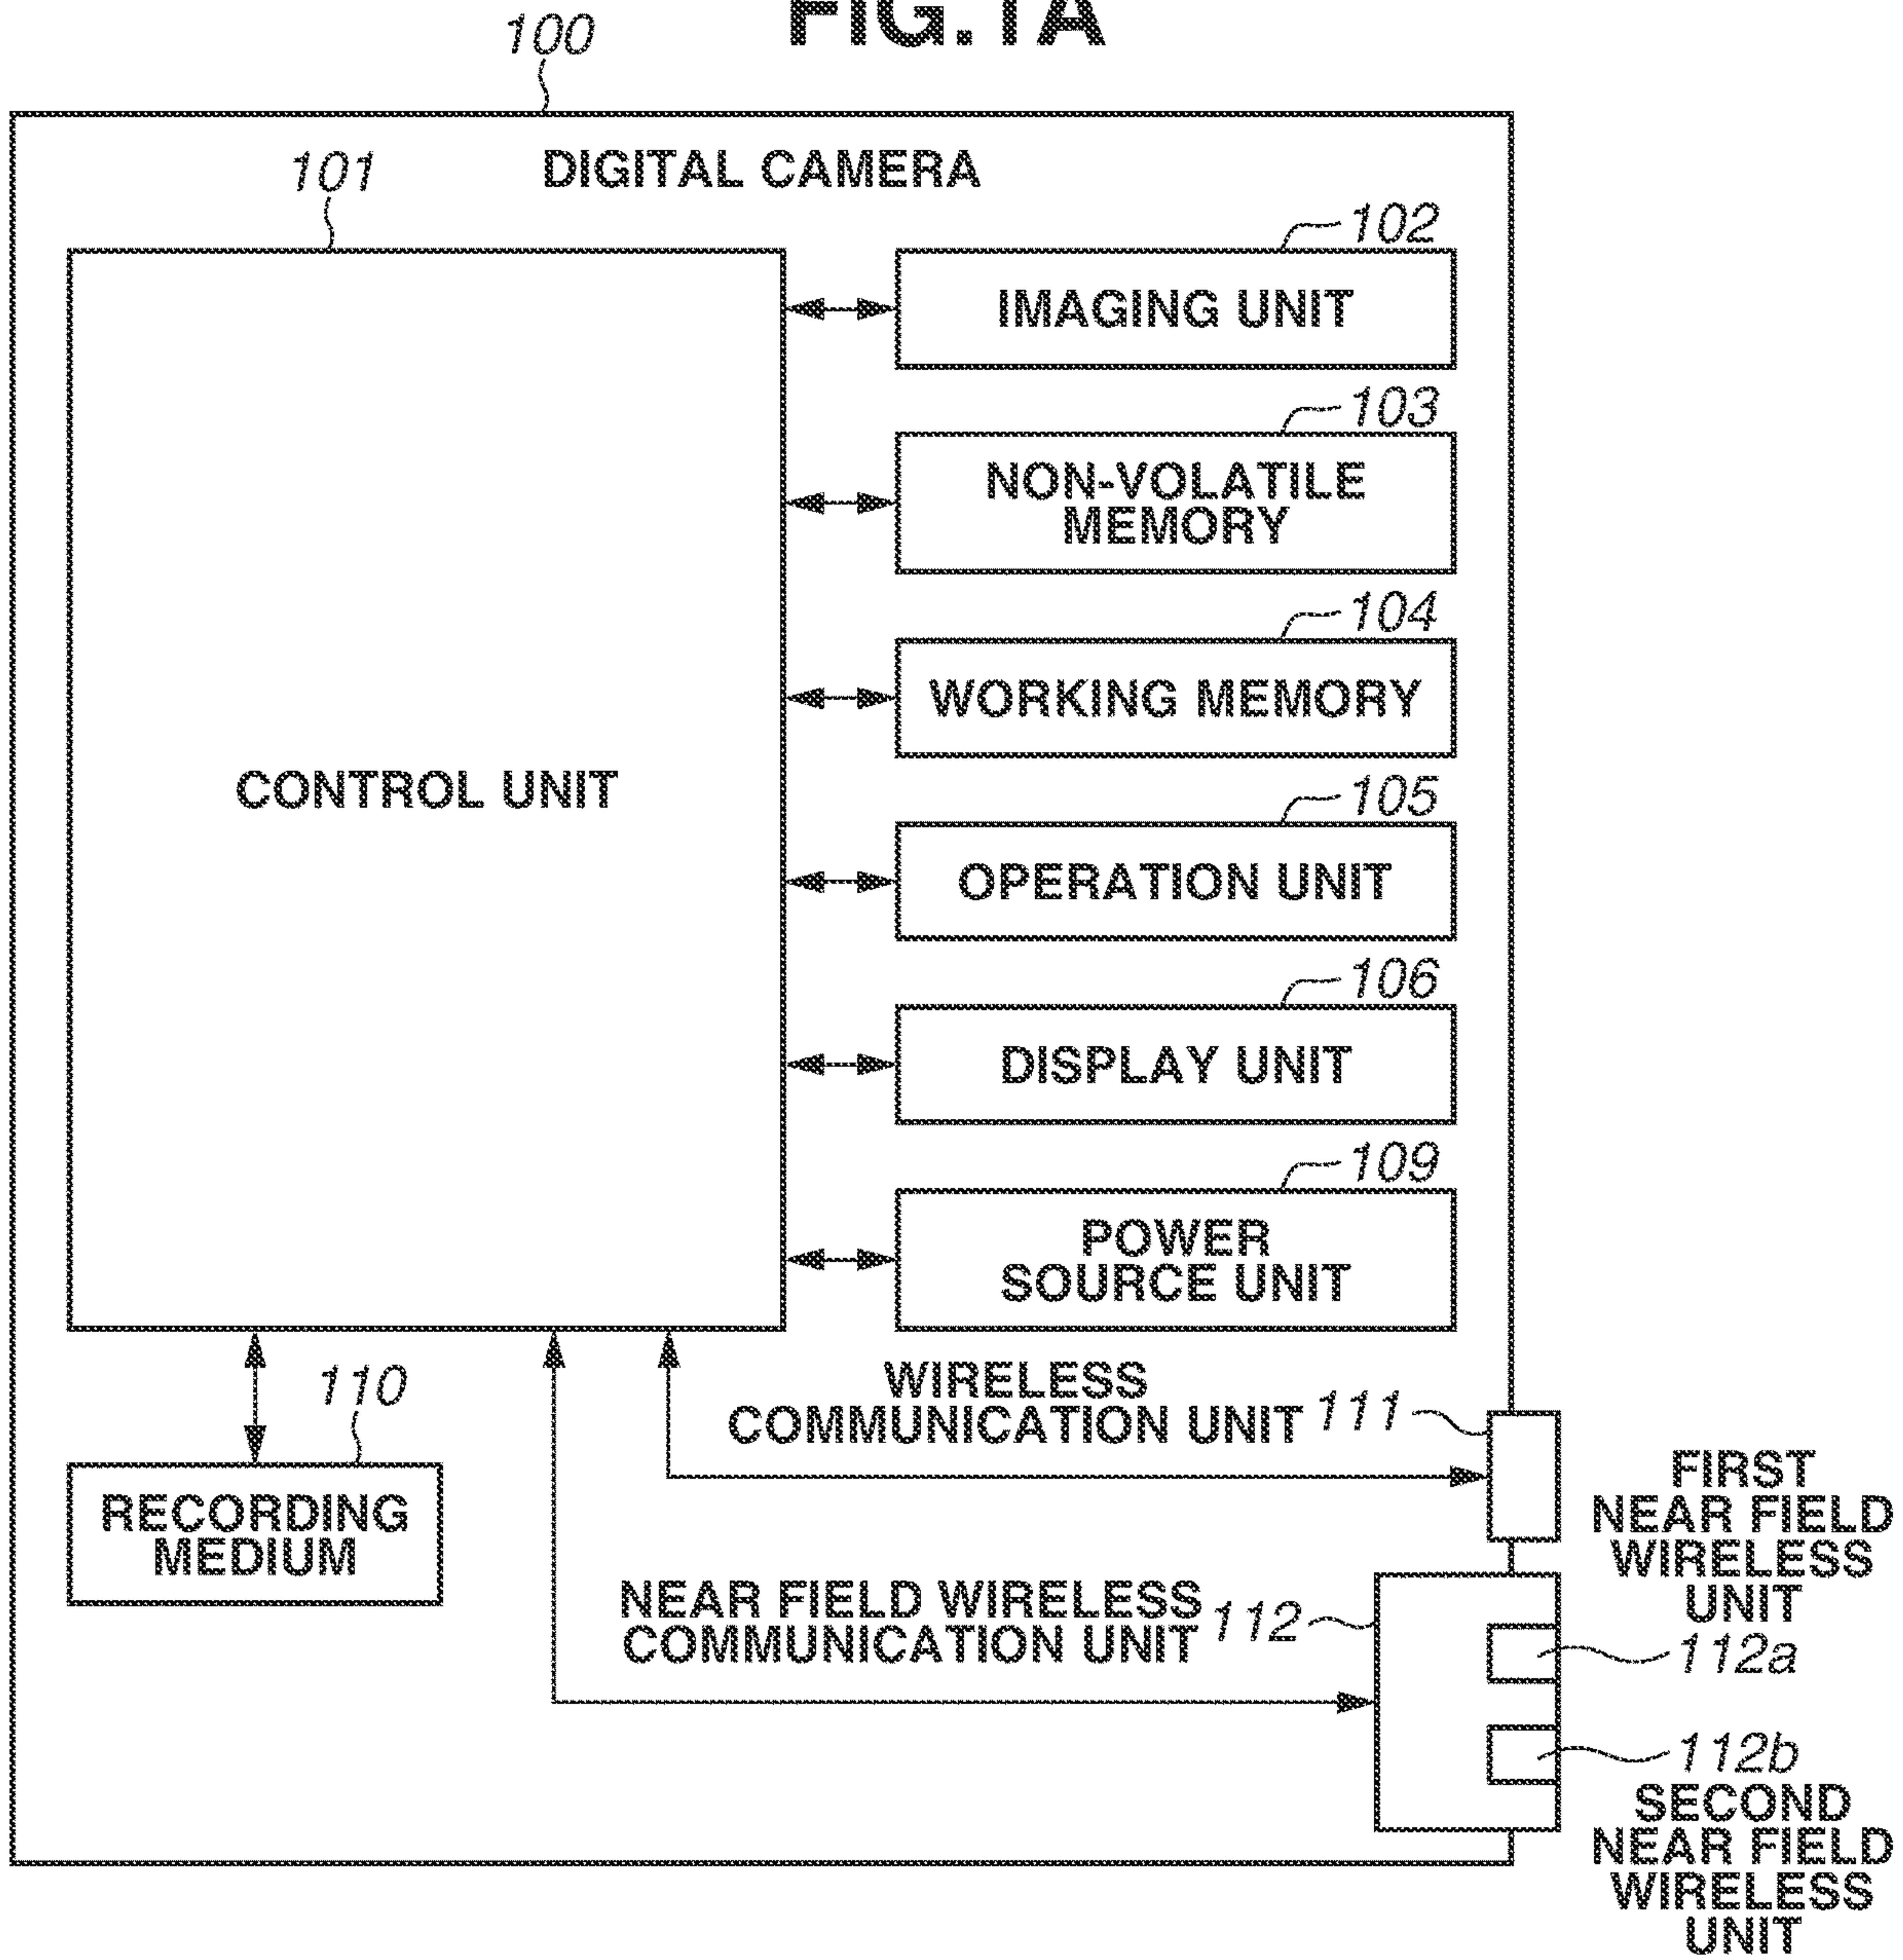 FIG.1A
100
DIGITAL CAMERA
101
CONTROL UNIT
102
IMAGING UNIT
103
NON-VOLATILE
MEMORY
104
WORKING MEMORY
105
OPERATION UNIT
106
DISPLAY UNIT
109
POWER
SOURCE UNIT
110
RECORDING
MEDIUM
WIRELESS
COMMUNICATION UNIT
111
NEAR FIELD WIRELESS
COMMUNICATION UNIT
112
FIRST
NEAR FIELD
WIRELESS
UNIT
112a
112b
SECOND
NEAR FIELD
WIRELESS
UNIT